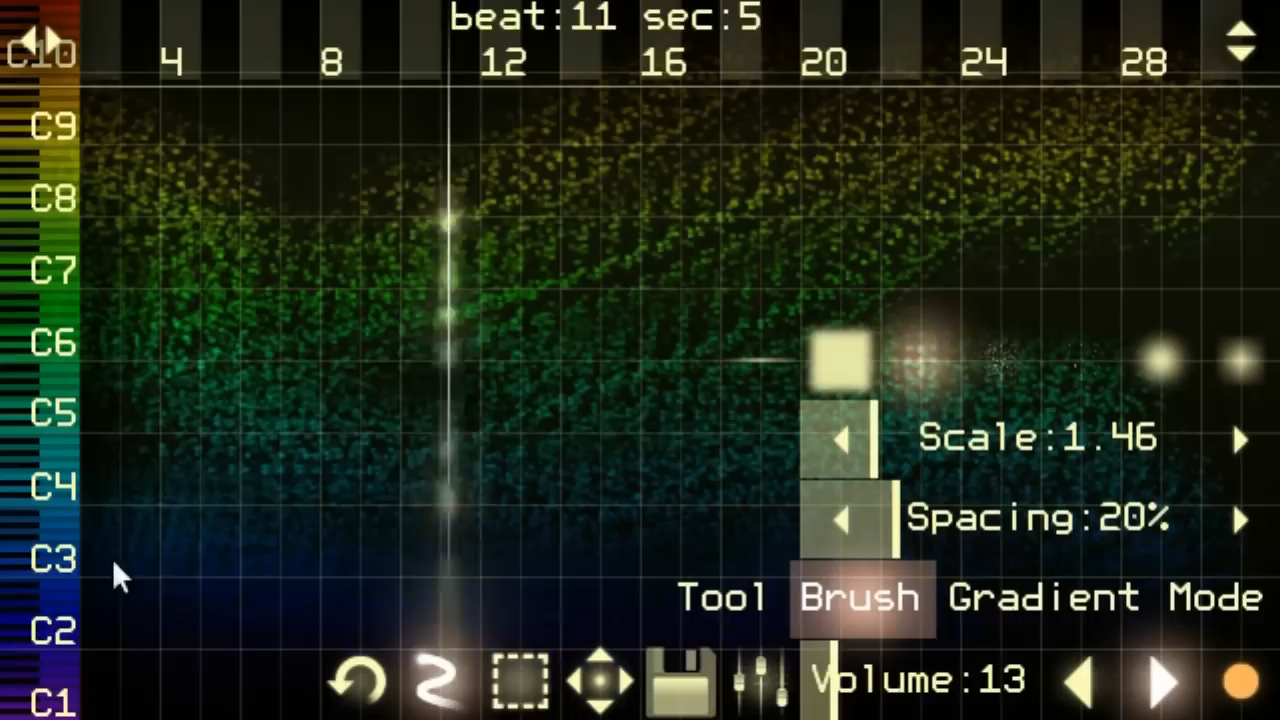 beat:11 sec:5
C10 4 8 12 16 20 24 28
C9
C8
C7
C6
C5
Scale:1.46
C4
Spacing:20%
C3
Tool Brush Gradient Mode
C2
Volume:13
C1